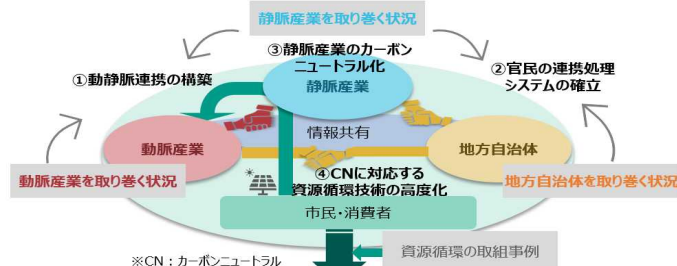 静脈産業を取り巻く状況
③静脈産業のカーボン
ニュートラル化
①動静脈連携の構築
②官民の連携処理
システムの確立
静脈産業
情報共有
動脈産業
地方自治体
動脈産業を取り巻く状況
④CNに対応する
資源循環技術の高度化
地方自治体を取り巻く状況
市民・消費者
※CN：カーボンニュートラル
資源循環の取組事例